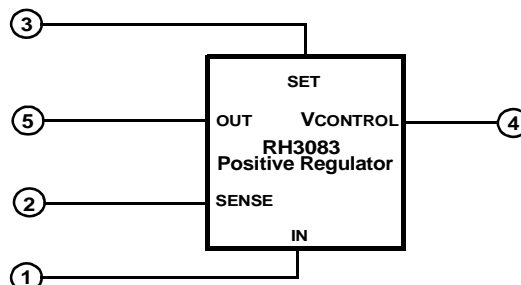 3
SET
5
OUT
VCONTROL
4
RH3083
Positive Regulator
2
SENSE
IN
1